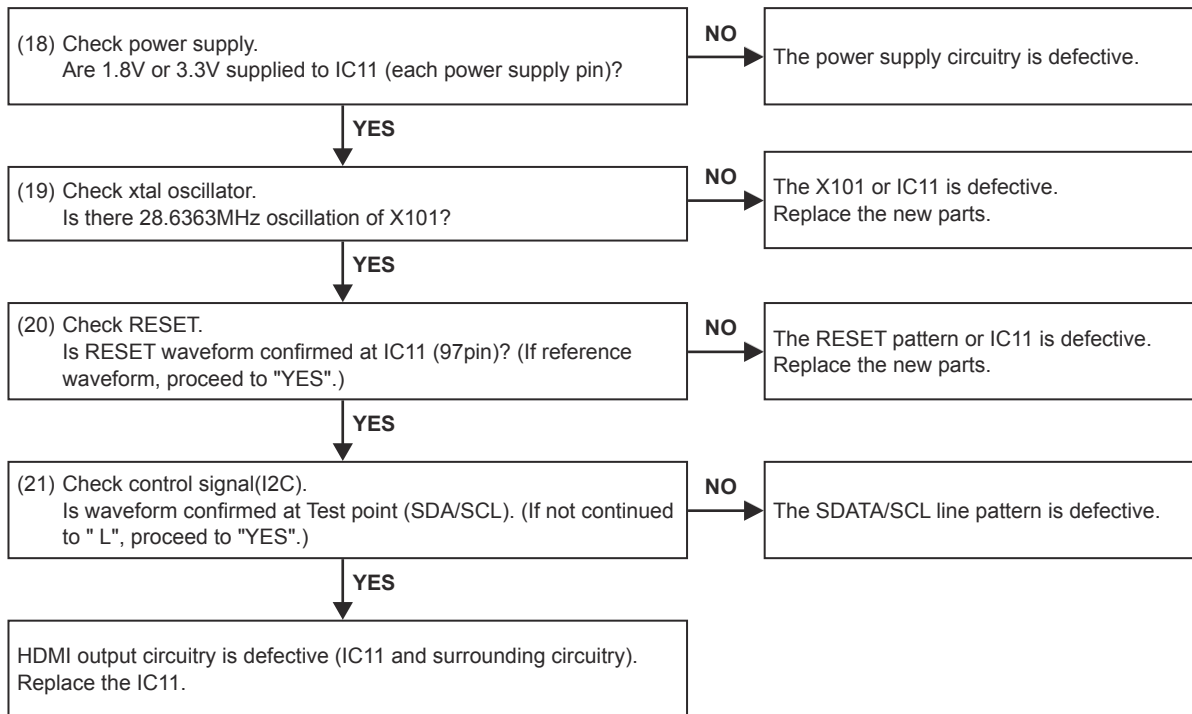 (18) Check power supply.
Are 1.8V or 3.3V supplied to IC11 (each power supply pin)?
NO
The power supply circuitry is defective.
YES
(19) Check xtal oscillator.
Is there 28.6363MHz oscillation of X101?
NO
The X101 or IC11 is defective.
Replace the new parts.
YES
(20) Check RESET.
Is RESET waveform confirmed at IC11 (97pin)? (If reference
waveform, proceed to "YES".)
NO
The RESET pattern or IC11 is defective.
Replace the new parts.
YES
(21) Check control signal(I2C).
Is waveform confirmed at Test point (SDA/SCL). (If not continued
to " L", proceed to "YES".)
NO
The SDATA/SCL line pattern is defective.
YES
HDMI output circuitry is defective (IC11 and surrounding circuitry).
Replace the IC11.